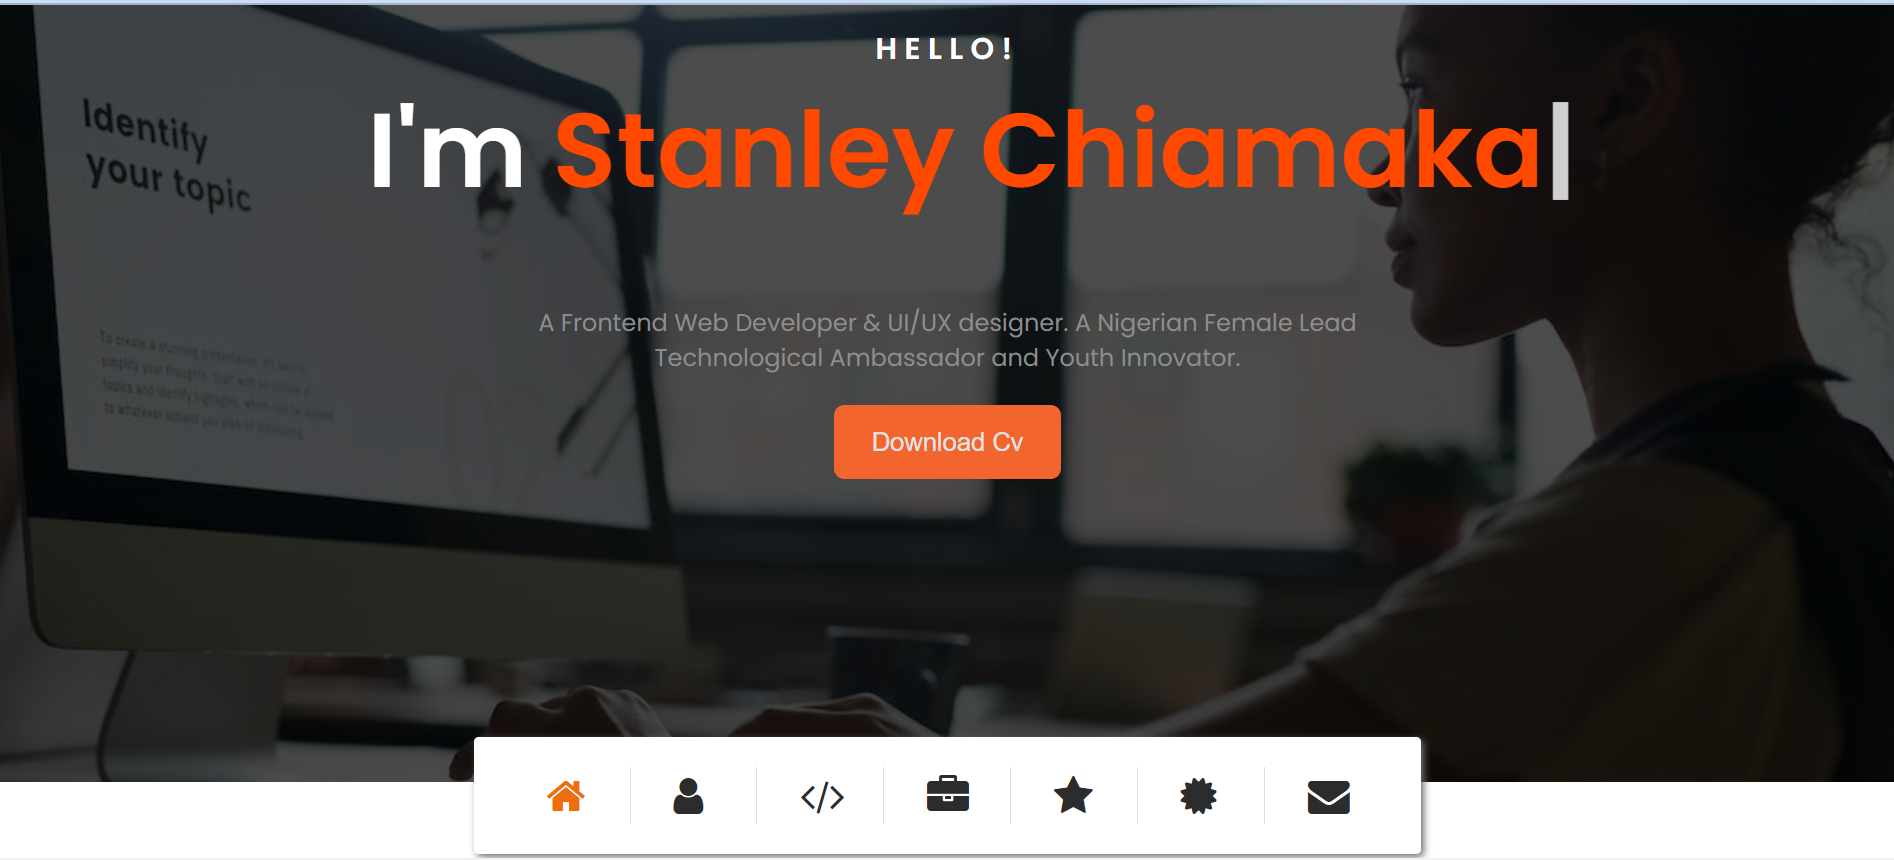 HELLO!
I'm Stanley Chiamaka
Identify
your topic
A Frontend Web Developer & UI/UX designer. A Nigerian Female Lead
Technological Ambassador and Youth Innovator.
To create a stunning presentation, it's best to
simplify your thoughts. Start with an outline of
topics and identify highlights, which can be applied
to whatever subject you plan on discussing.
Download Cv